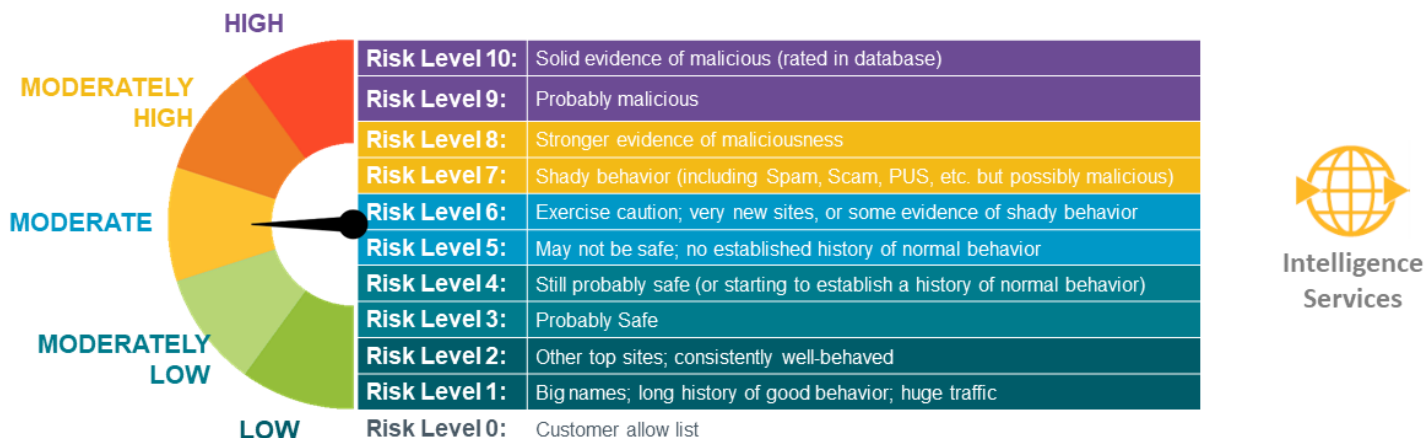 HIGH
MODERATELY
HIGH
MODERATE
MODERATELY
LOW
LOW
Risk Level 10: Solid evidence of malicious (rated in database)
Risk Level 9: Probably malicious
Risk Level 8: Stronger evidence of maliciousness
Risk Level 7: Shady behavior (including Spam, Scam, PUS, etc. but possibly malicious)
Risk Level 6: Exercise caution; very new sites, or some evidence of shady behavior
Risk Level 5: May not be safe; no established history of normal behavior
Risk Level 4: Still probably safe (or starting to establish a history of normal behavior)
Risk Level 3: Probably Safe
Risk Level 2: Other top sites; consistently well-behaved
Risk Level 1: Big names; long history of good behavior; huge traffic
Risk Level 0: Customer allow list
Intelligence
Services